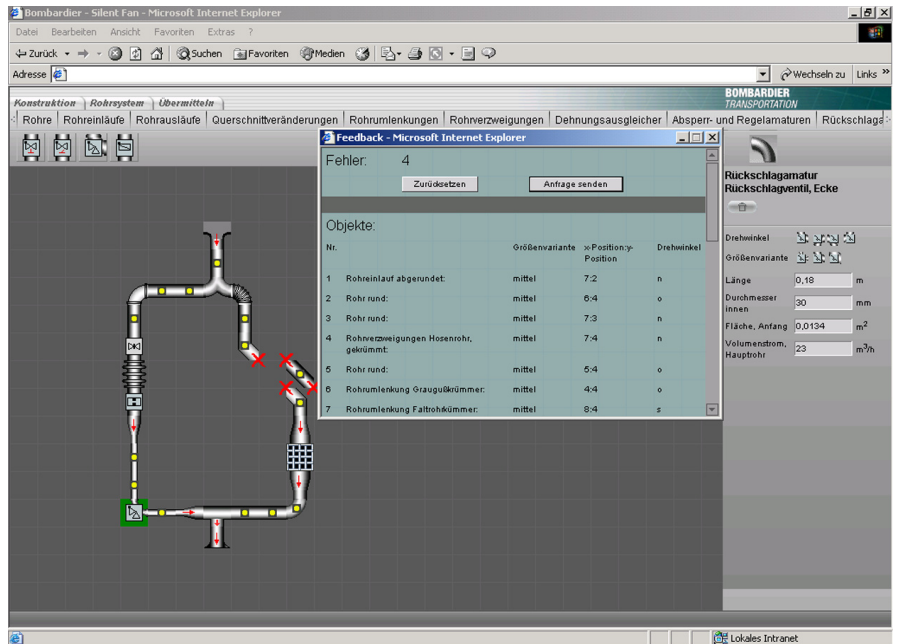 Bombardier - Silent Fan - Microsoft Internet Explorer
Datei Bearbeiten Ansicht Favoriten Extras ?
Zurück Suchen Favoriten Medien
Adresse Wechseln zu Links »
Konstruktion Rohrsystem Übermitteln
BOMBARDIER
TRANSPORTATION
Rohre Rohreinläufe Rohrausläufe Querschnittveränderungen Rohrumlenkungen Rohrverzweigungen Dehnungsausgleicher Absperr- und Regelamaturen Rückschlaga
Feedback - Microsoft Internet Explorer
Fehler: 4
Zurücksetzen Anfrage senden
Objekte:
Nr. Größenvariante x-Position:y-Position Drehwinkel
1 Rohreinlauf abgerundet: mittel 7:2 n
2 Rohr rund: mittel 6:4 o
3 Rohr rund: mittel 7:3 n
4 Rohrverzweigungen Hosenrohr, gekrümmt: mittel 7:4 n
5 Rohr rund: mittel 5:4 o
6 Rohrumlenkung Graugußkrümmer: mittel 4:4 o
7 Rohrumlenkung Faltrohrkümmer: mittel 8:4 s
Rückschlagamatur
Rückschlagventil, Ecke
Drehwinkel
Größenvariante
Länge 0,18 m
Durchmesser innen 30 mm
Fläche, Anfang 0,0134 m²
Volumenstrom, Hauptrohr 23 m³/h
Lokales Intranet